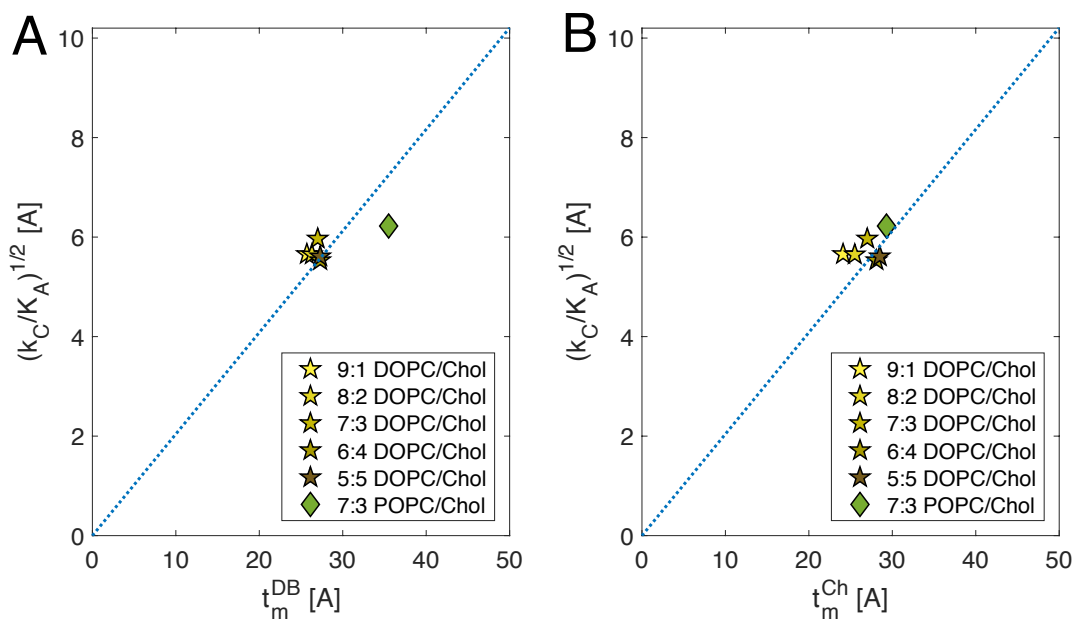 A
10
8
6
4
2
0
(k_C/K_A)^{1/2} [A]
9:1 DOPC/Chol
8:2 DOPC/Chol
7:3 DOPC/Chol
6:4 DOPC/Chol
5:5 DOPC/Chol
7:3 POPC/Chol
0 10 20 30 40 50
t_m^{DB} [A]
B
10
8
6
4
2
0
(k_C/K_A)^{1/2} [A]
9:1 DOPC/Chol
8:2 DOPC/Chol
7:3 DOPC/Chol
6:4 DOPC/Chol
5:5 DOPC/Chol
7:3 POPC/Chol
0 10 20 30 40 50
t_m^{Ch} [A]